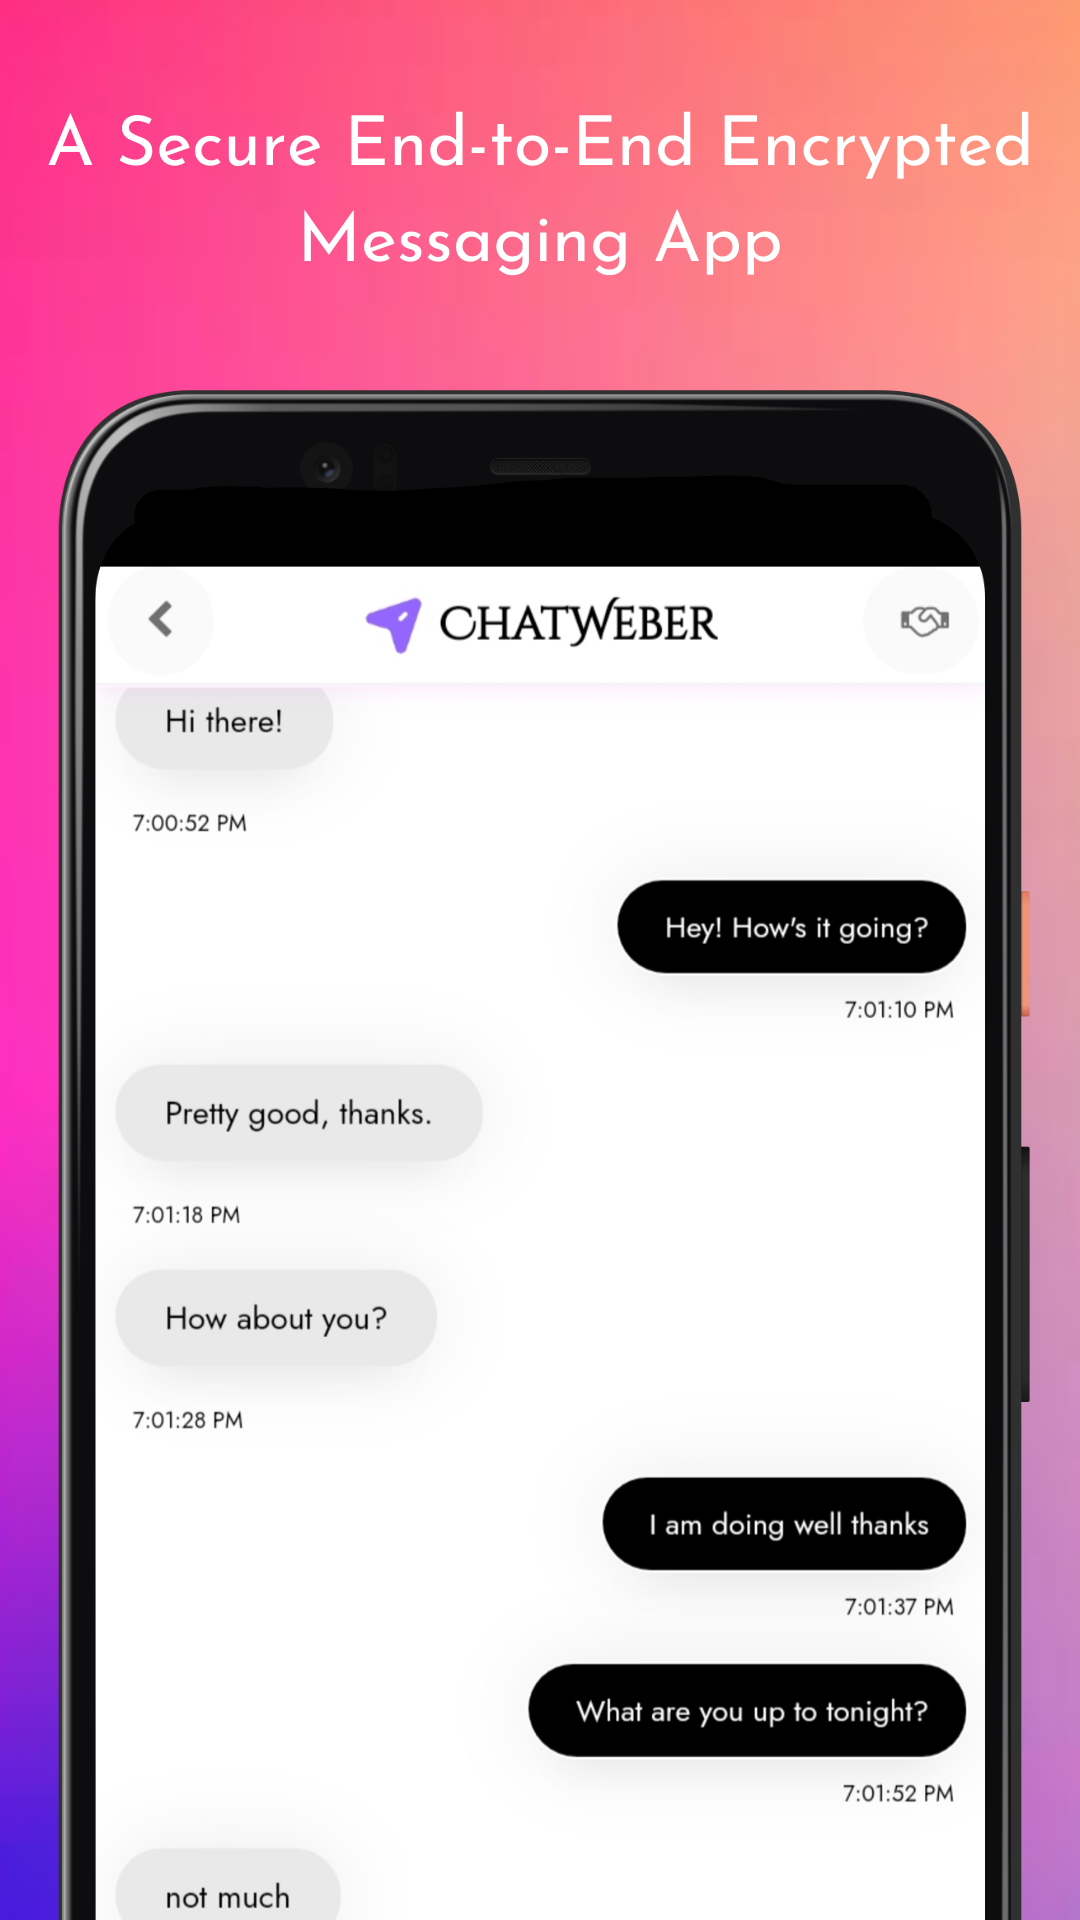 A Secure End-to-End Encrypted
Messaging App
CHATWEBER
Hi there!
7:00:52 PM
Hey! How's it going?
7:01:10 PM
Pretty good, thanks.
7:01:18 PM
How about you?
7:01:28 PM
I am doing well thanks
7:01:37 PM
What are you up to tonight?
7:01:52 PM
not much